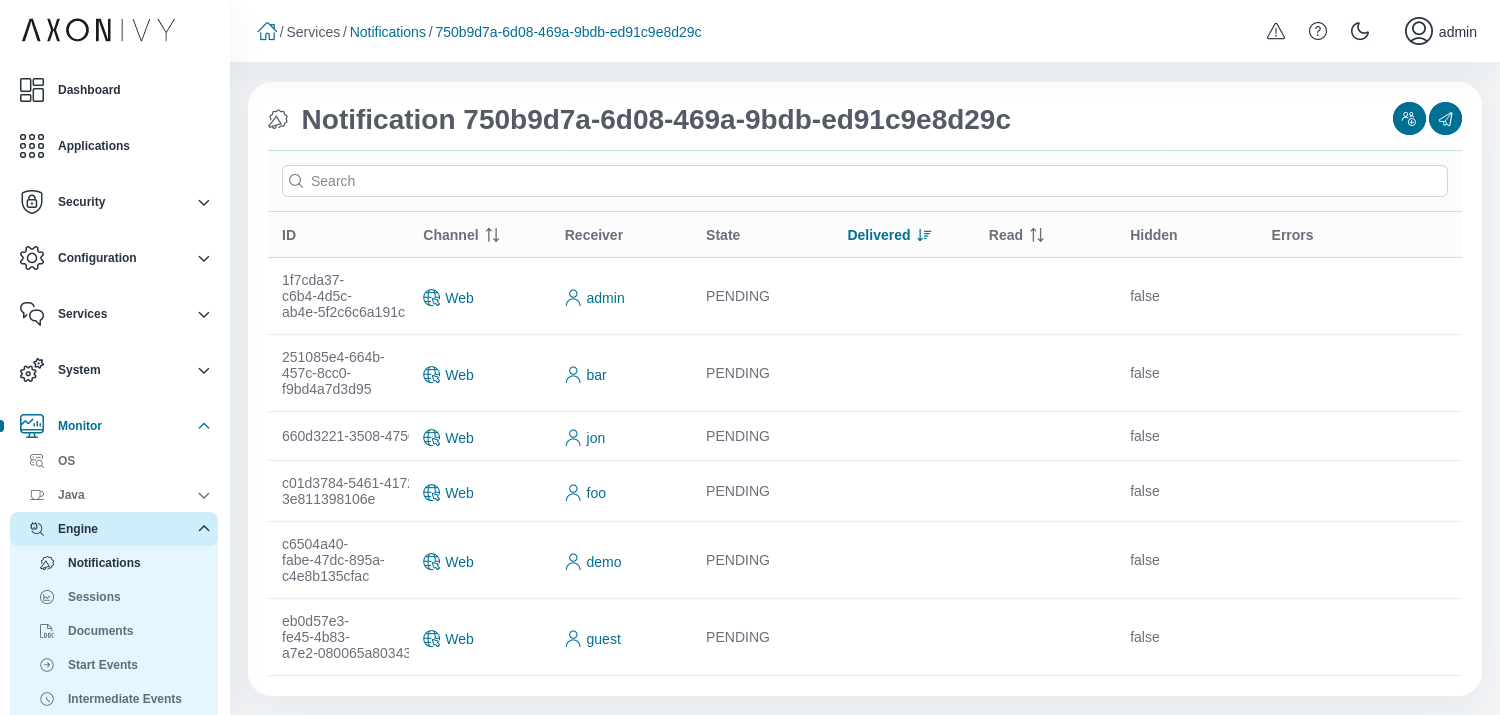 AXONIVY
/ Services / Notifications / 750b9d7a-6d08-469a-9bdb-ed91c9e8d29c
admin
Dashboard
Applications
Security
Configuration
Services
System
Monitor
OS
Java
Engine
Notifications
Sessions
Documents
Start Events
Intermediate Events
Notification 750b9d7a-6d08-469a-9bdb-ed91c9e8d29c
Search
ID Channel Receiver State Delivered Read Hidden Errors
1f7cda37-
c6b4-4d5c-
ab4e-5f2c6c6a191c Web admin PENDING false
251085e4-664b-
457c-8cc0-
f9bd4a7d3d95 Web bar PENDING false
660d3221-3508-475 Web jon PENDING false
c01d3784-5461-417
3e811398106e Web foo PENDING false
c6504a40-
fabe-47dc-895a-
c4e8b135cfac Web demo PENDING false
eb0d57e3-
fe45-4b83-
a7e2-080065a80343 Web guest PENDING false